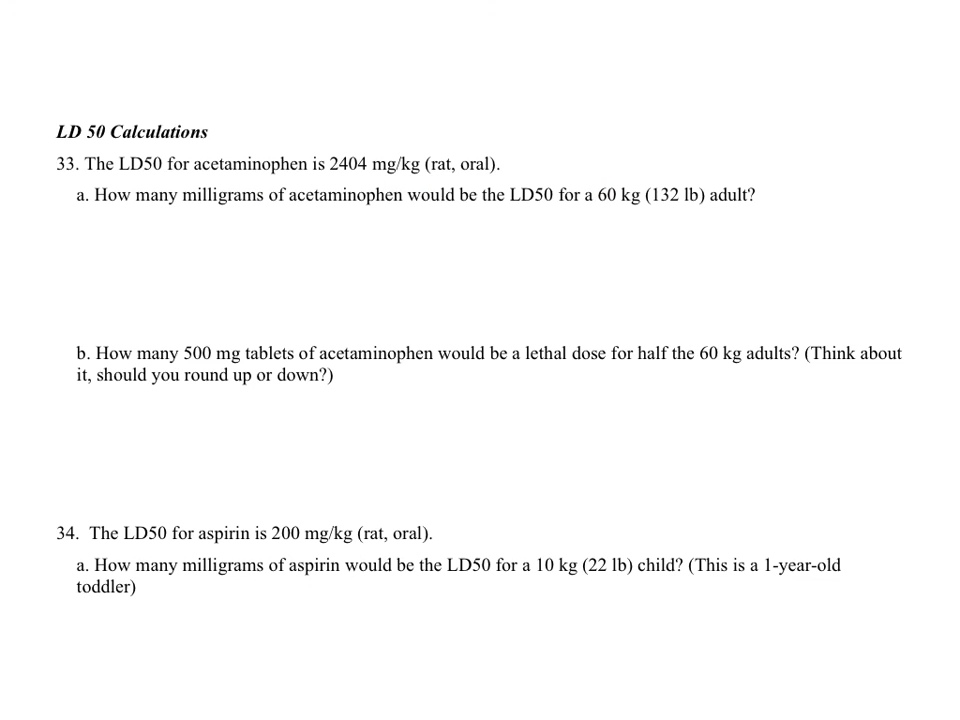 LD 50 Calculations
33. The LD50 for acetaminophen is 2404 mg/kg (rat, oral).
a. How many milligrams of acetaminophen would be the LD50 for a 60 kg (132 lb) adult?
b. How many 500 mg tablets of acetaminophen would be a lethal dose for half the 60 kg adults? (Think about
it, should you round up or down?)
34. The LD50 for aspirin is 200 mg/kg (rat, oral).
a. How many milligrams of aspirin would be the LD50 for a 10 kg (22 lb) child? (This is a 1-year-old
toddler)